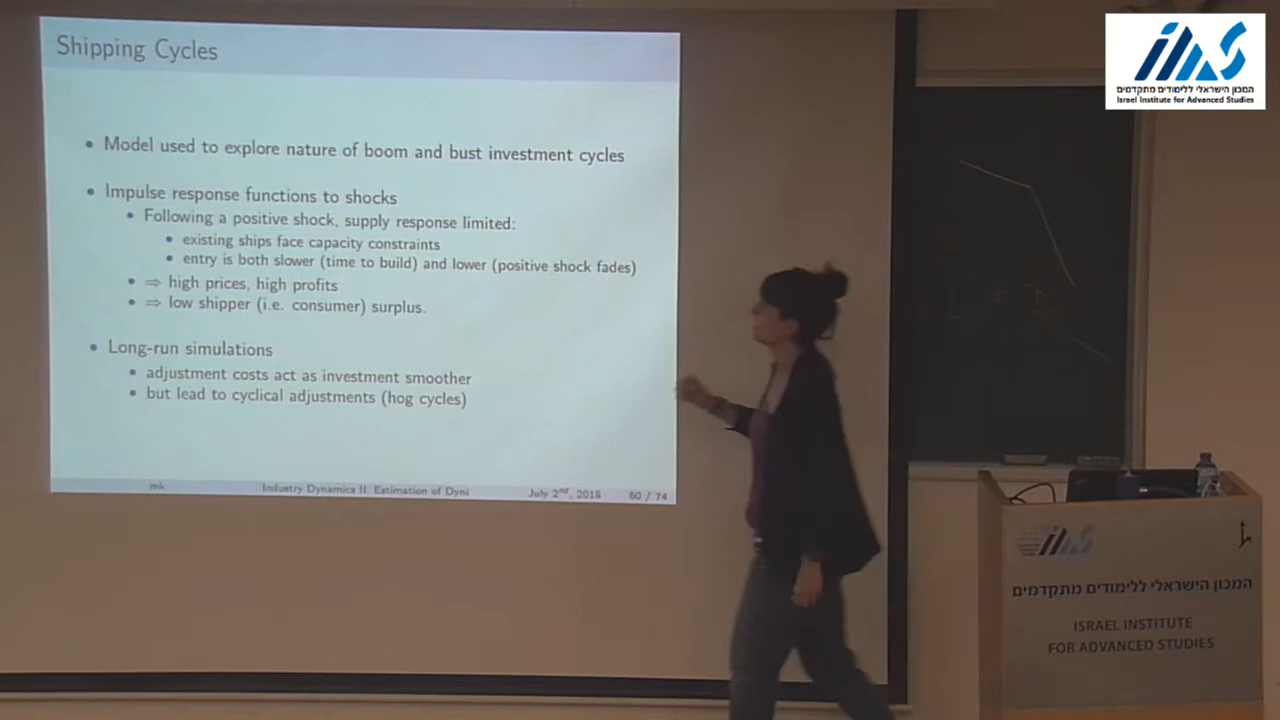 Shipping Cycles
• Model used to explore nature of boom and bust investment cycles
• Impulse response functions to shocks
• Following a positive shock, supply response limited:
• existing ships face capacity constraints
• entry is both slower (time to build) and lower (positive shock fades)
• ⇒ high prices, high profits
• ⇒ low shipper (i.e. consumer) surplus.
• Long-run simulations
• adjustment costs act as investment smoother
• but lead to cyclical adjustments (hog cycles)
mk Industry Dynamics II Estimation of Dyn July 2nd, 2018 60 / 74
המכון הישראלי ללימודים מתקדמים
Israel Institute for Advanced Studies
המכון הישראלי ללימודים מתקדמים
ISRAEL INSTITUTE
FOR ADVANCED STUDIES